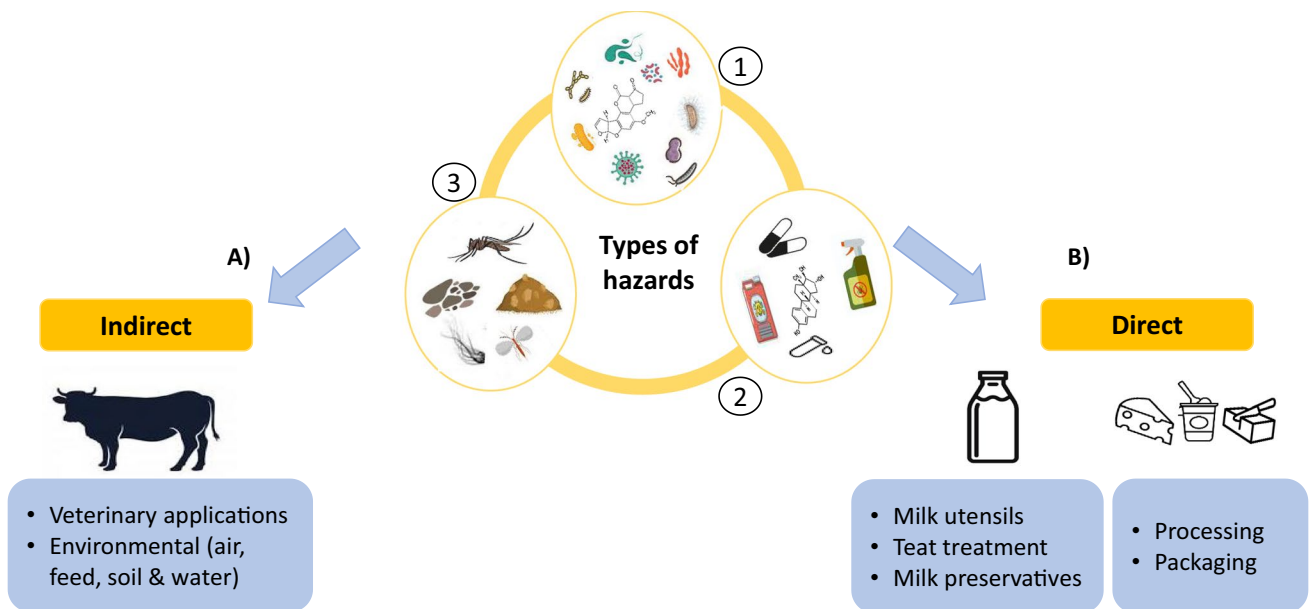 1
3
Types of
hazards
A)
B)
Indirect
Direct
2
• Veterinary applications
• Environmental (air,
feed, soil & water)
• Milk utensils
• Teat treatment
• Milk preservatives
• Processing
• Packaging